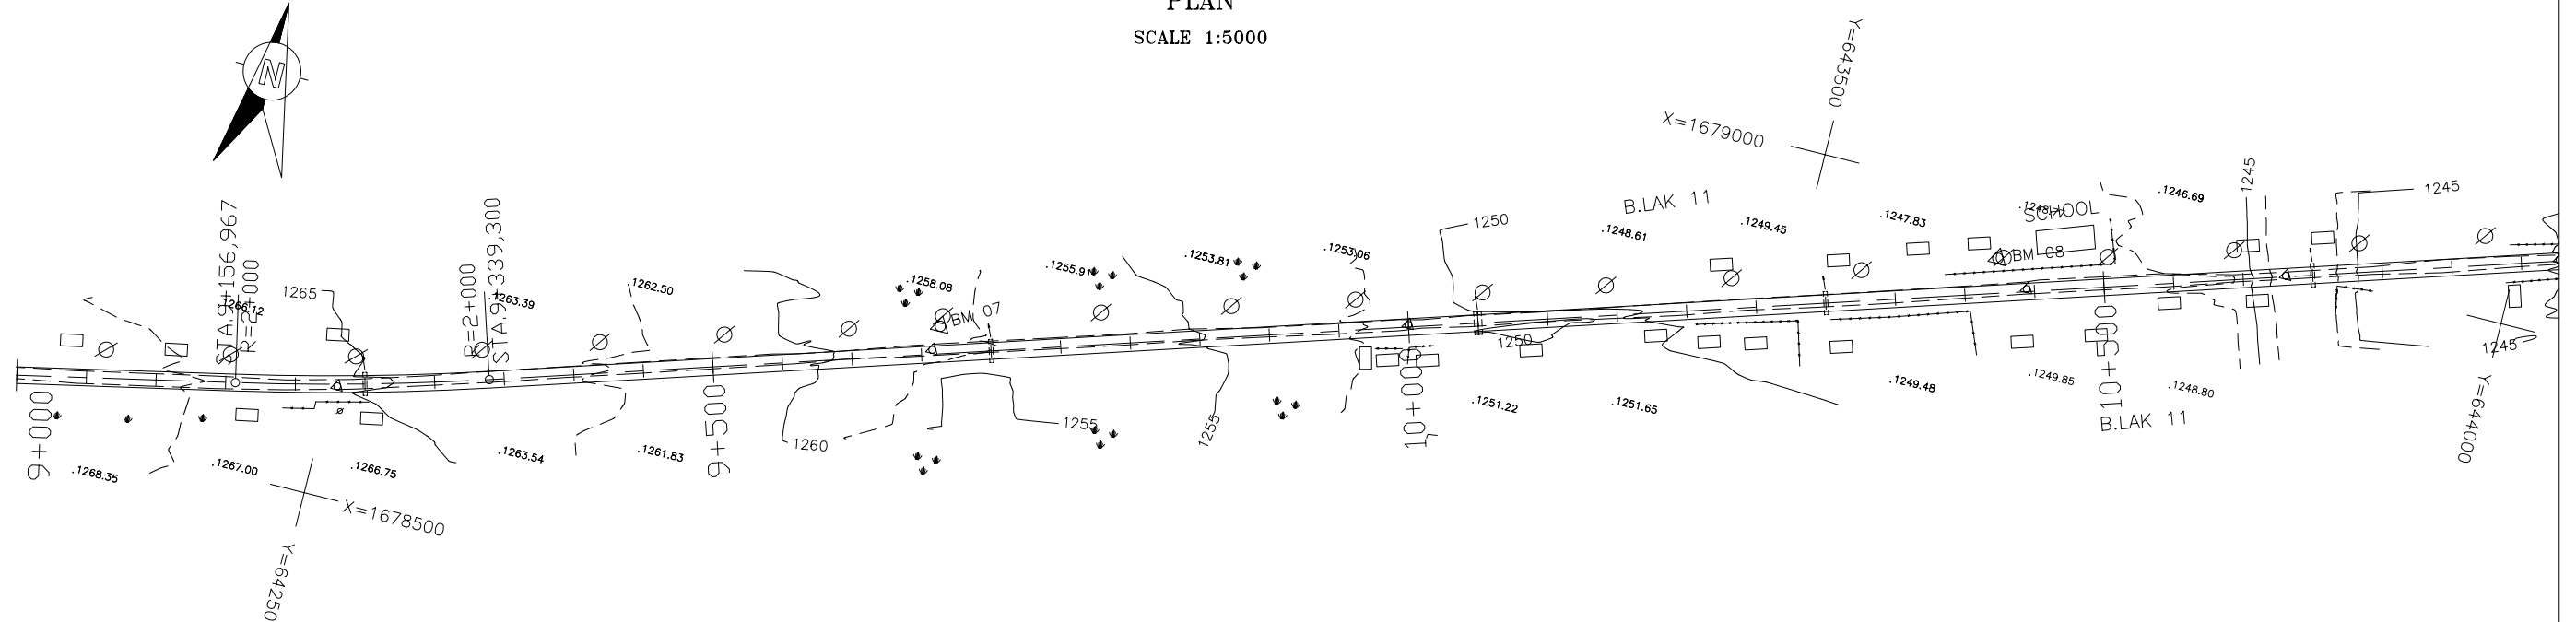 PLAN
SCALE 1:5000
N
Y=643500
X=1679000
STA.9+156,967
R=2+000
R=2+000
STA.9+339,300
1265
1266.12
.1263.39
.1262.50
.1258.08
BM 07
.1255.91
.1253.81
.1253.06
1250
B.LAK 11
.1248.61
.1249.45
.1247.83
SCHOOL
BM 08
.1246.69
1245
1245
9+000
.1268.35
.1267.00
.1266.75
X=1678500
Y=64250
.1263.54
.1261.83
9+500
1260
1255
1255
10+000
1250
.1251.22
.1251.65
.1249.48
.1249.85
10+500
B.LAK 11
.1248.80
1245
Y=644000